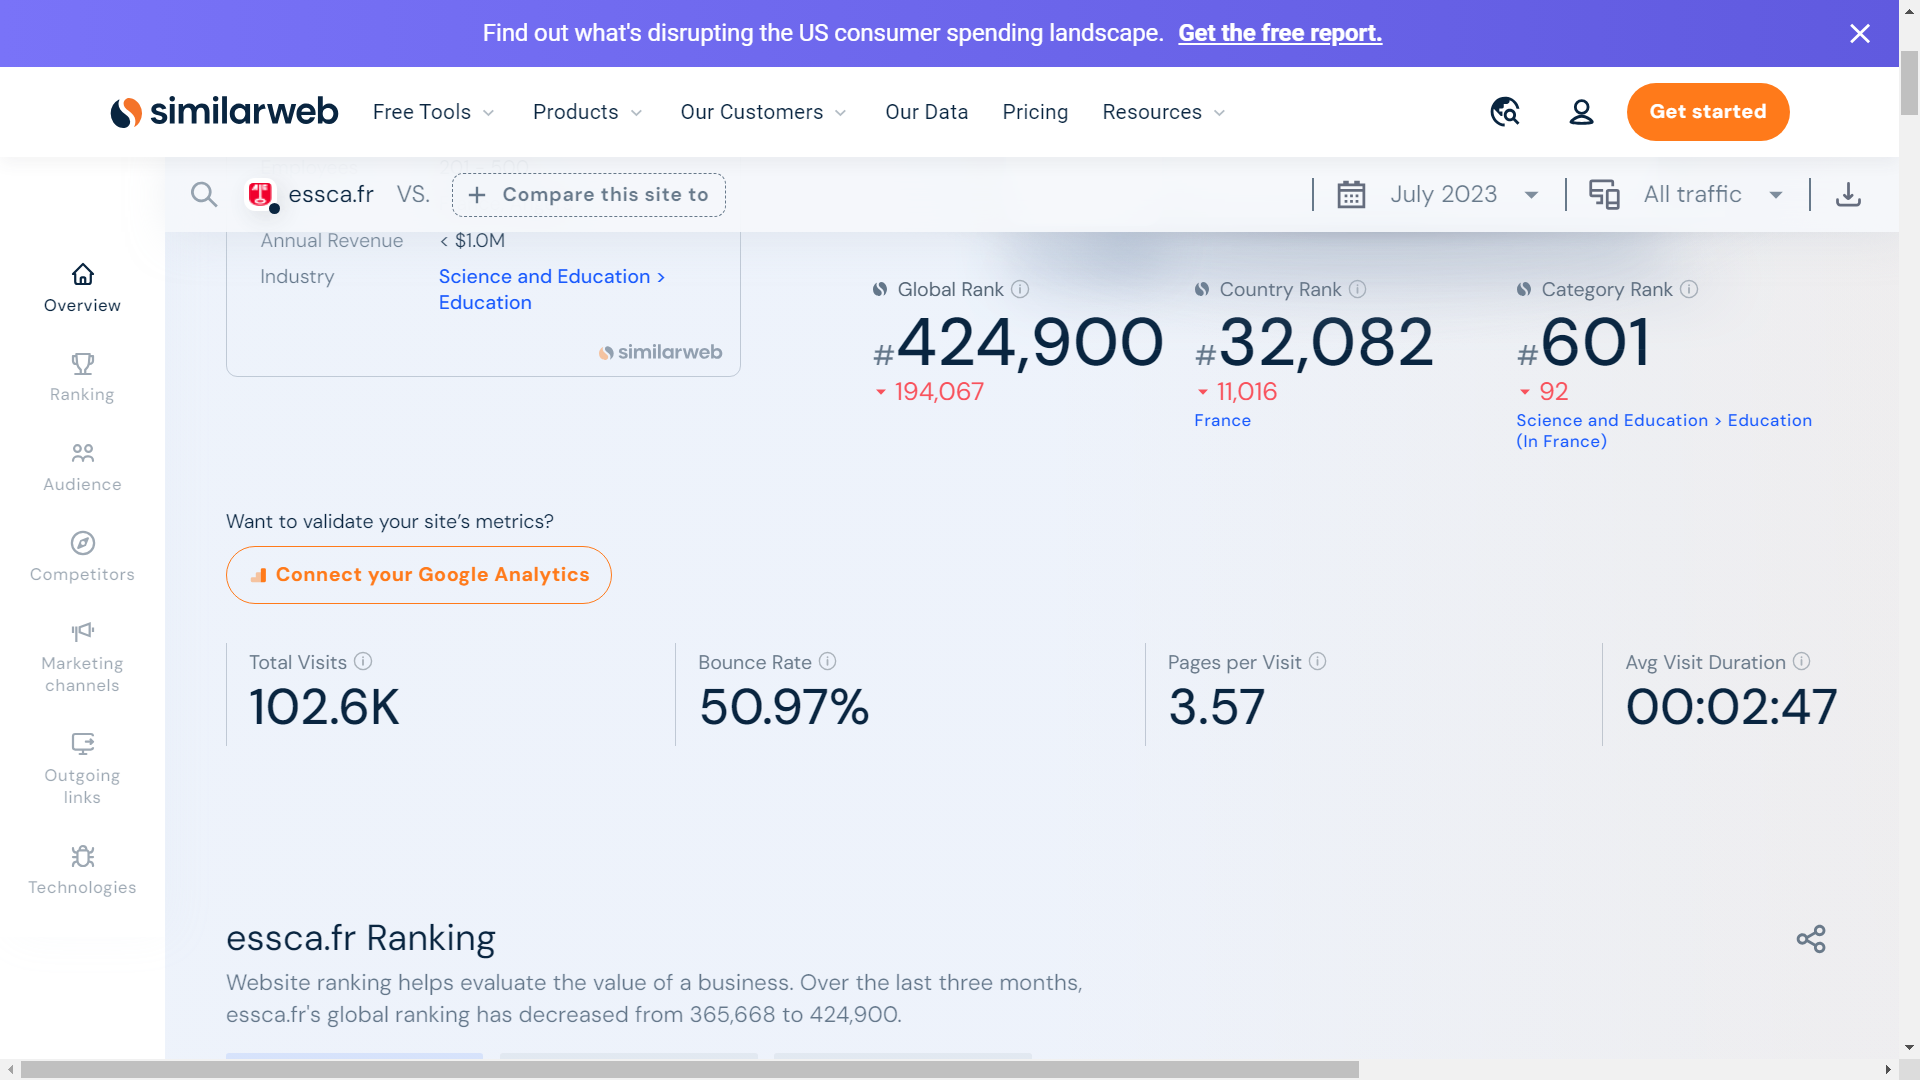 Find out what's disrupting the US consumer spending landscape. Get the free report.
similarweb Free Tools Products Our Customers Our Data Pricing Resources Get started
essca.fr VS. + Compare this site to July 2023 All traffic
Annual Revenue < $1.0M
Industry Science and Education >
Education
similarweb
Overview
Ranking
Audience
Competitors
Marketing
channels
Outgoing
links
Technologies
Global Rank Country Rank Category Rank
#424,900 #32,082 #601
194,067 11,016 92
France Science and Education > Education
(In France)
Want to validate your site’s metrics?
Connect your Google Analytics
Total Visits Bounce Rate Pages per Visit Avg Visit Duration
102.6K 50.97% 3.57 00:02:47
essca.fr Ranking
Website ranking helps evaluate the value of a business. Over the last three months,
essca.fr's global ranking has decreased from 365,668 to 424,900.